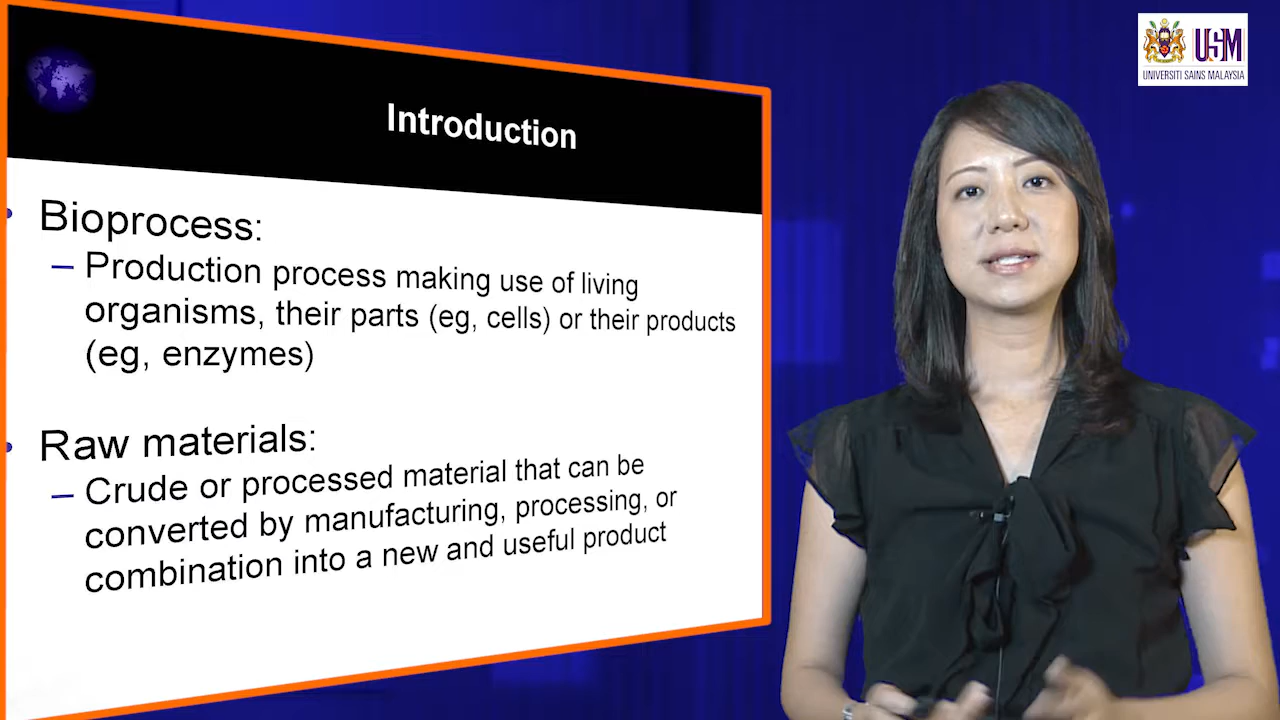 Introduction
• Bioprocess:
– Production process making use of living
organisms, their parts (eg, cells) or their products
(eg, enzymes)
• Raw materials:
– Crude or processed material that can be
converted by manufacturing, processing, or
combination into a new and useful product
USM
UNIVERSITI SAINS MALAYSIA